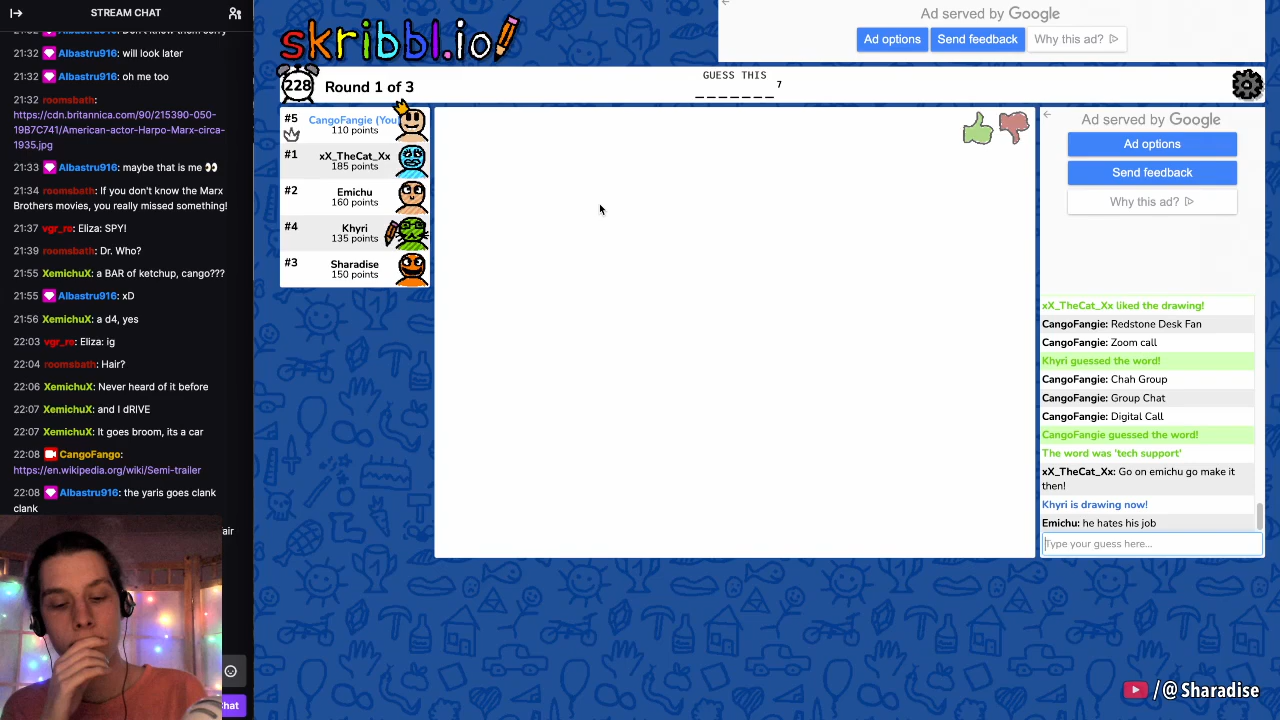 STREAM CHAT
21:32 Albastru916: will look later
21:32 Albastru916: oh me too
21:32 roomsbath:
https://cdn.britannica.com/90/215390-050-
19B7C741/American-actor-Harpo-Marx-circa-
1935.jpg
21:33 Albastru916: maybe that is me 👀
21:34 roomsbath: If you don't know the Marx
Brothers movies, you really missed something!
21:37 vgr_ro: Eliza: SPY!
21:39 roomsbath: Dr. Who?
21:55 XemichuX: a BAR of ketchup, cango???
21:55 Albastru916: xD
21:56 XemichuX: a d4, yes
22:03 vgr_ro: Eliza: ig
22:04 roomsbath: Hair?
22:06 XemichuX: Never heard of it before
22:07 XemichuX: and I dRIVE
22:07 XemichuX: It goes broom, its a car
22:08 CangoFango:
https://en.wikipedia.org/wiki/Semi-trailer
22:08 Albastru916: the yaris goes clank
clank
air
hat
skribbl.io
Ad served by Google
Ad options
Send feedback
Why this ad?
228
Round 1 of 3
GUESS THIS
_______ 7
#5
CangoFangie (You)
110 points
#1
xX_TheCat_Xx
185 points
#2
Emichu
160 points
#4
Khyri
135 points
#3
Sharadise
150 points
Ad served by Google
Ad options
Send feedback
Why this ad?
xX_TheCat_Xx liked the drawing!
CangoFangie: Redstone Desk Fan
CangoFangie: Zoom call
Khyri guessed the word!
CangoFangie: Chah Group
CangoFangie: Group Chat
CangoFangie: Digital Call
CangoFangie guessed the word!
The word was 'tech support'
xX_TheCat_Xx: Go on emichu go make it
then!
Khyri is drawing now!
Emichu: he hates his job
Type your guess here...
/@Sharadise